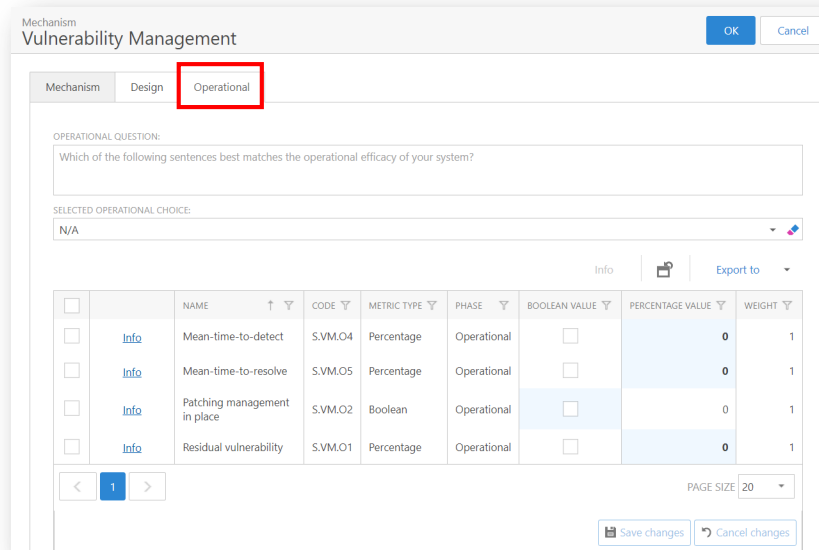 Mechanism
Vulnerability Management
OK
Cancel
Mechanism
Design
Operational
OPERATIONAL QUESTION:
Which of the following sentences best matches the operational efficacy of your system?
SELECTED OPERATIONAL CHOICE:
N/A
Info
Export to
NAME CODE METRIC TYPE PHASE BOOLEAN VALUE PERCENTAGE VALUE WEIGHT
Info Mean-time-to-detect S.VM.O4 Percentage Operational 0 1
Info Mean-time-to-resolve S.VM.O5 Percentage Operational 0 1
Info Patching management in place S.VM.O2 Boolean Operational 0 1
Info Residual vulnerability S.VM.O1 Percentage Operational 0 1
1
PAGE SIZE 20
Save changes
Cancel changes